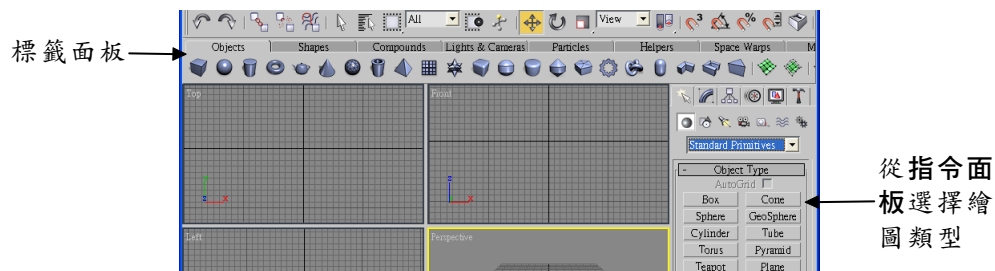 All
View
標籤面板
Objects Shapes Compounds Lights & Cameras Particles Helpers Space Warps M
Top
Front
Standard Primitives
- Object Type
AutoGrid
Box Cone
Sphere GeoSphere
Cylinder Tube
Torus Pyramid
Teapot Plane
Left
Perspective
從指令面
板選擇繪
圖類型